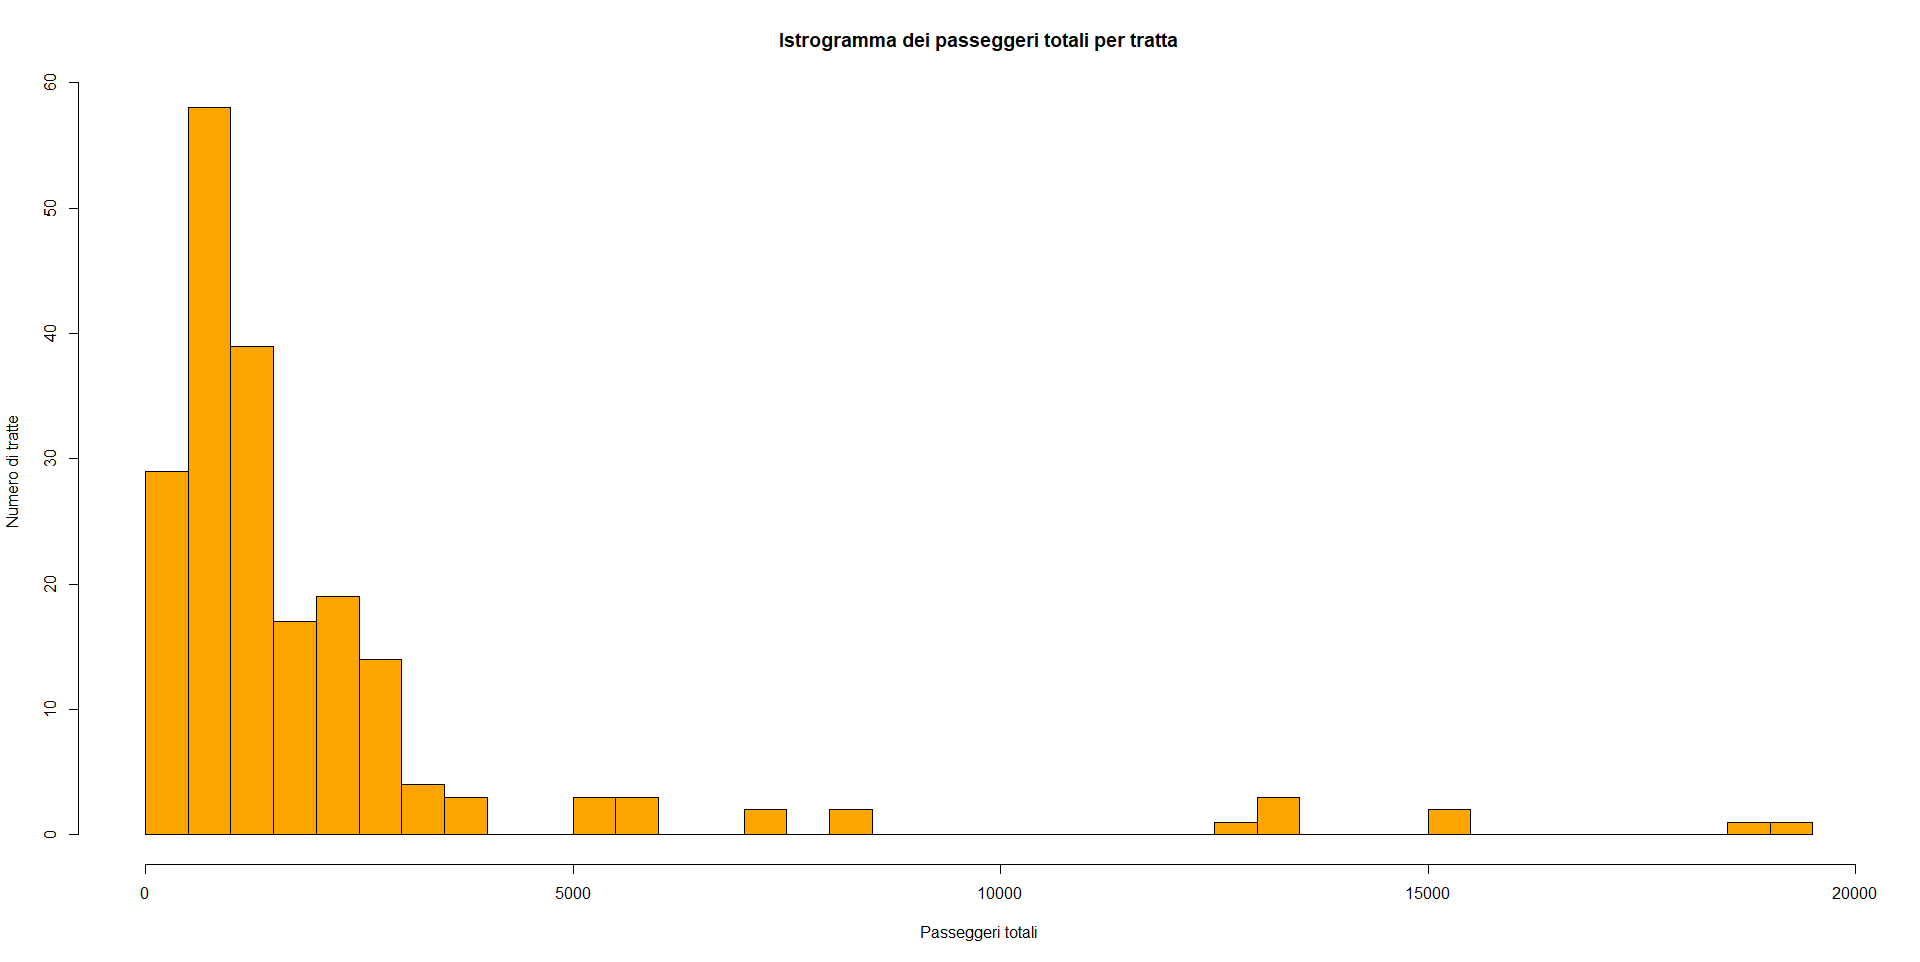 Istrogramma dei passeggeri totali per tratta
Numero di tratte
60
50
40
30
20
10
0
0 5000 10000 15000 20000
Passeggeri totali